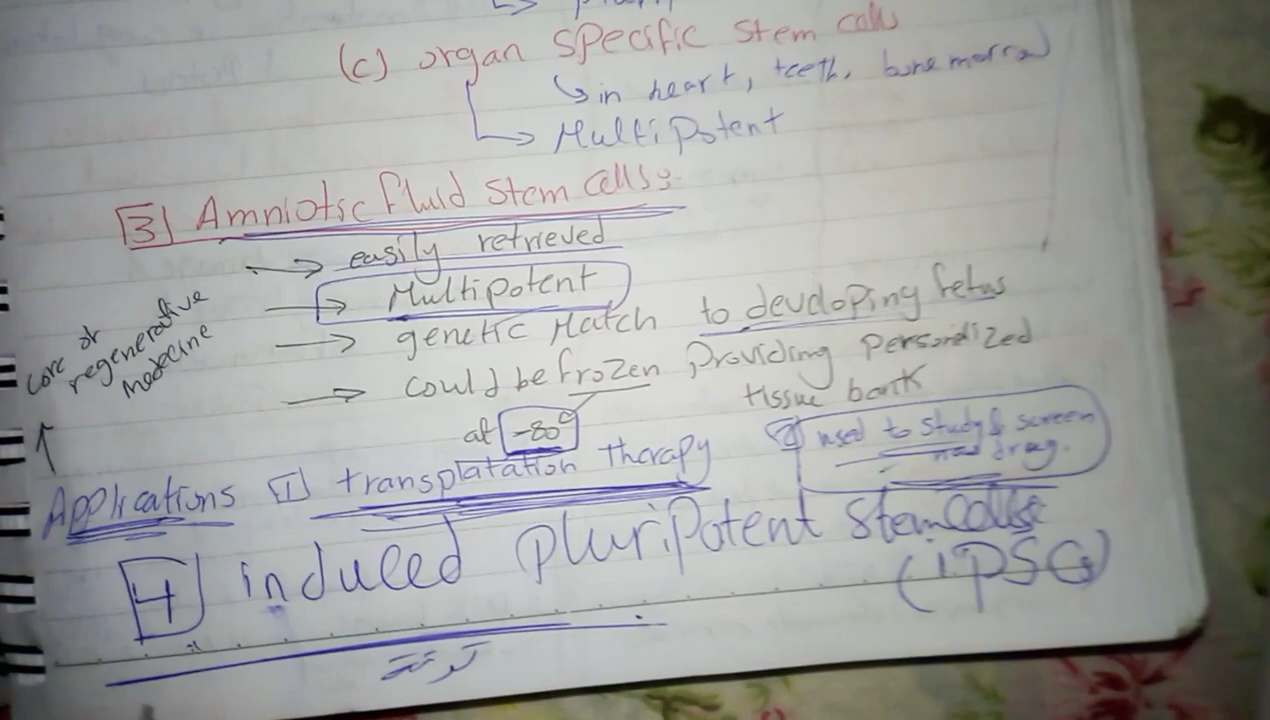 (c) organ specific stem cells
↳ in heart, teeth, bone marrow
→ Multipotent
[3] Amniotic fluid stem cells:-
→ easily retrieved
→ Multipotent
→ genetic Match to developing fetus
→ could be frozen providing personalized
tissue bank
at -80°
core of
regenerative
Medecine
Applications [1] transplatation therapy
[2] used to study & screen
new drug.
[4] induced pluripotent stem cells
(iPSC)